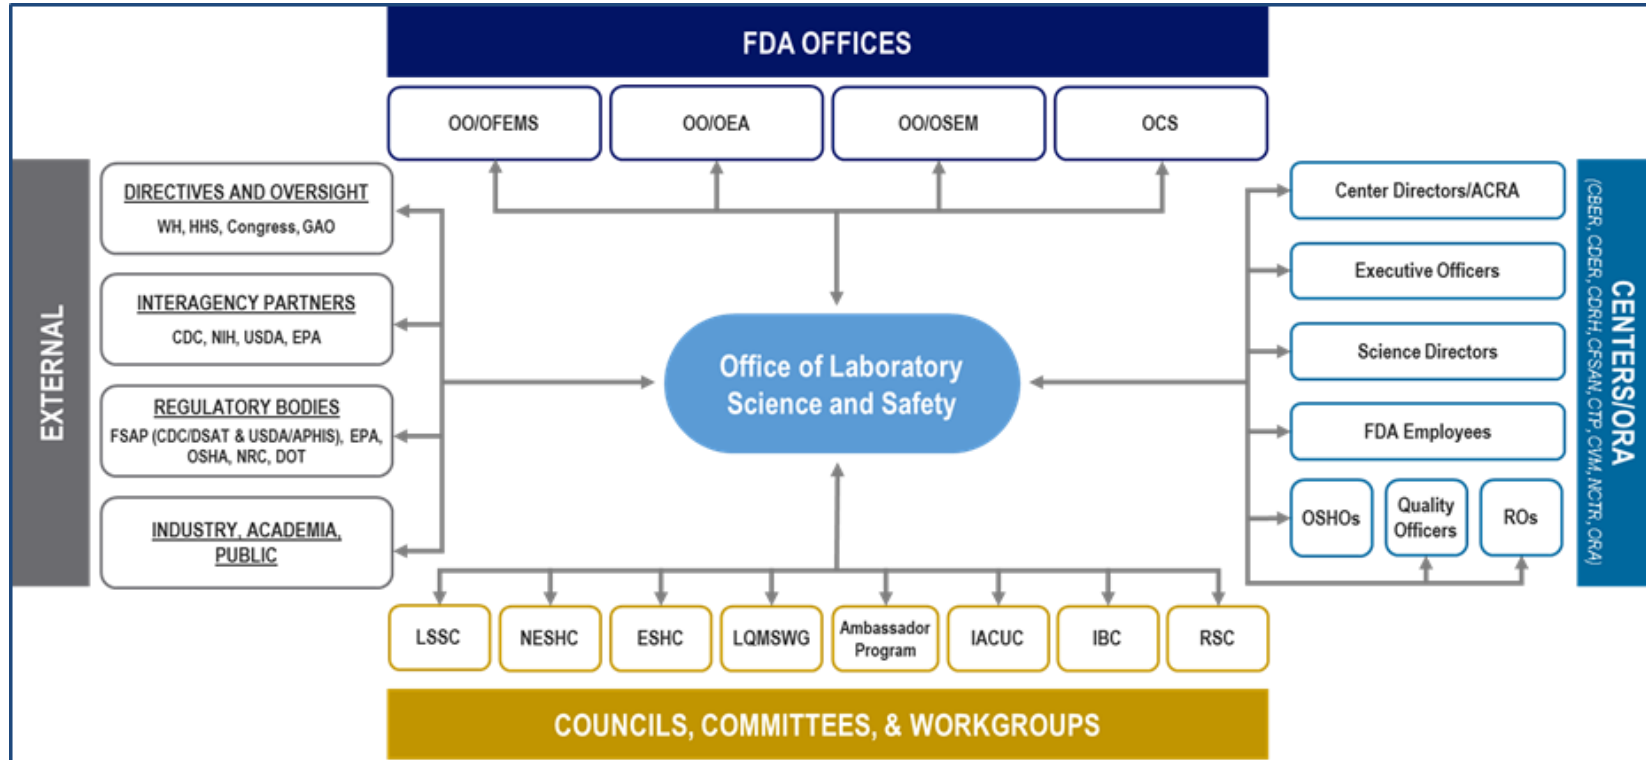 FDA OFFICES
OO/OFEMS
OO/OEA
OO/OSEM
OCS
EXTERNAL
DIRECTIVES AND OVERSIGHT
WH, HHS, Congress, GAO
INTERAGENCY PARTNERS
CDC, NIH, USDA, EPA
REGULATORY BODIES
FSAP (CDC/DSAT & USDA/APHIS), EPA,
OSHA, NRC, DOT
INDUSTRY, ACADEMIA,
PUBLIC
Office of Laboratory
Science and Safety
Center Directors/ACRA
Executive Officers
Science Directors
FDA Employees
OSHOs
Quality
Officers
ROs
CENTERS/ORA
(CBER, CDER, CDRH, CFSAN, CTP, CVM, NCTR, ORA)
LSSC
NESHC
ESHC
LQMSWG
Ambassador
Program
IACUC
IBC
RSC
COUNCILS, COMMITTEES, & WORKGROUPS